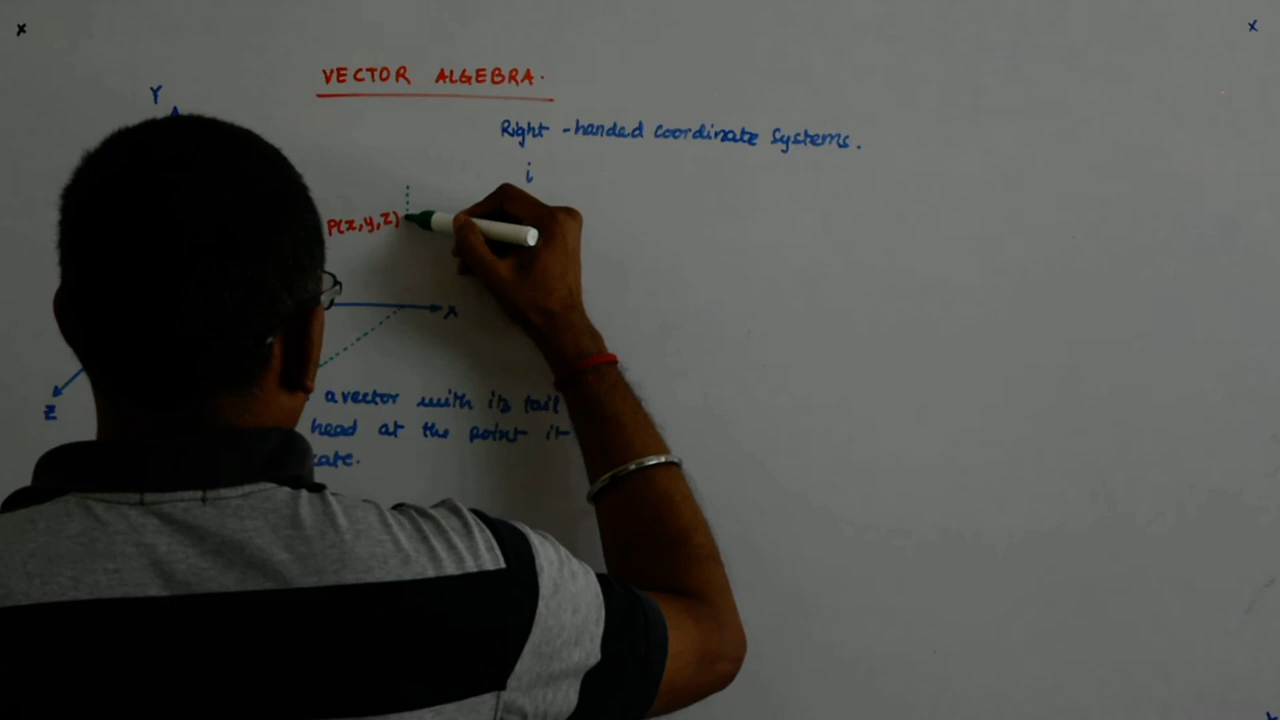 x
x
VECTOR ALGEBRA.
Y
Right-handed coordinate systems.
i
P(x,y,z)
X
Z
a vector with its tail
head at the point it
cate.